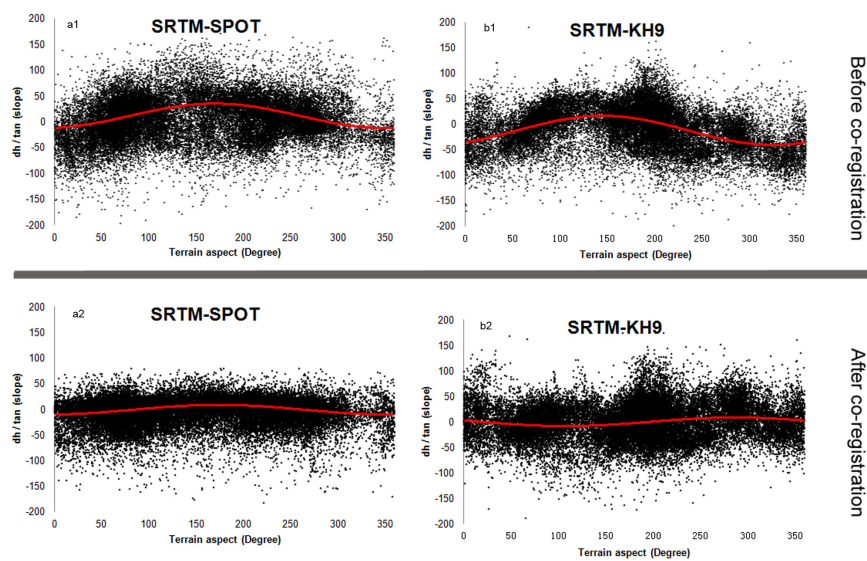 a1
SRTM-SPOT
200
150
100
50
0
-50
-100
-150
-200
dh / tan (slope)
0 50 100 150 200 250 300 350
Terrain aspect (Degree)
b1
SRTM-KH9
200
150
100
50
0
-50
-100
-150
-200
dh / tan (slope)
0 50 100 150 200 250 300 350
Terrain aspect (Degree)
Before co-registration
a2
SRTM-SPOT
200
150
100
50
0
-50
-100
-150
-200
dh / tan (slope)
0 50 100 150 200 250 300 350
Terrain aspect (Degree)
b2
SRTM-KH9
200
150
100
50
0
-50
-100
-150
-200
dh / tan (slope)
0 50 100 150 200 250 300 350
Terrain aspect (Degree)
After co-registration